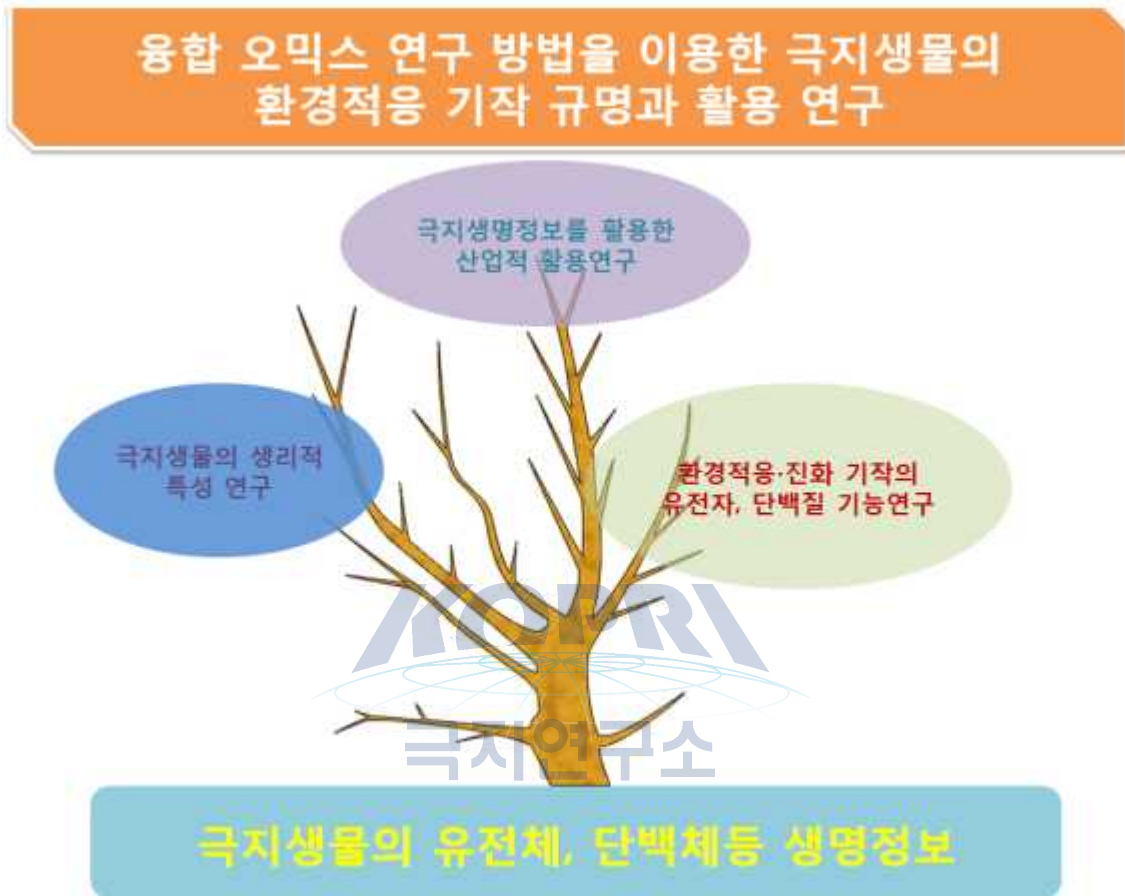 융합 오믹스 연구 방법을 이용한 극지생물의
환경적응 기작 규명과 활용 연구
극지생명정보를 활용한
산업적 활용연구
극지생물의 생리적
특성 연구
환경적응·진화 기작의
유전자, 단백질 기능연구
KOPRI
극지연구소
극지생물의 유전체, 단백체등 생명정보